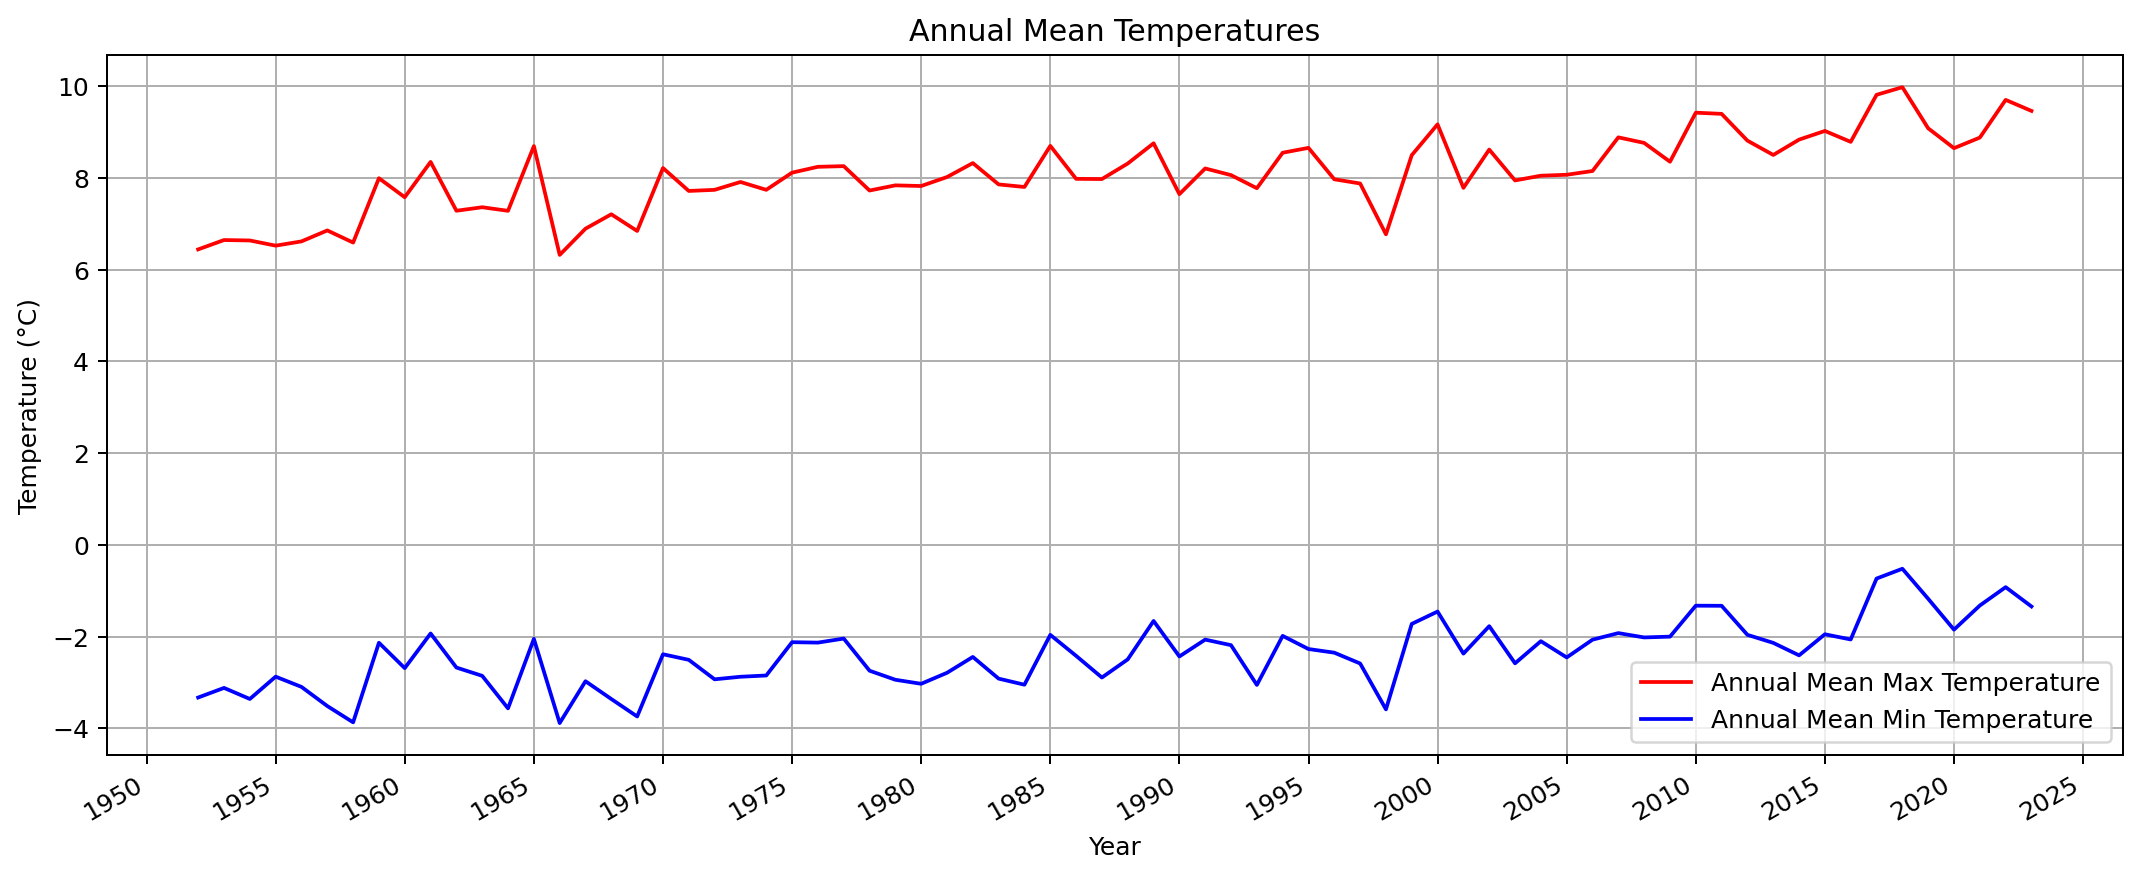 Annual Mean Temperatures
Temperature (°C)
10
8
6
4
2
0
−2
−4
Annual Mean Max Temperature
Annual Mean Min Temperature
1950 1955 1960 1965 1970 1975 1980 1985 1990 1995 2000 2005 2010 2015 2020 2025
Year